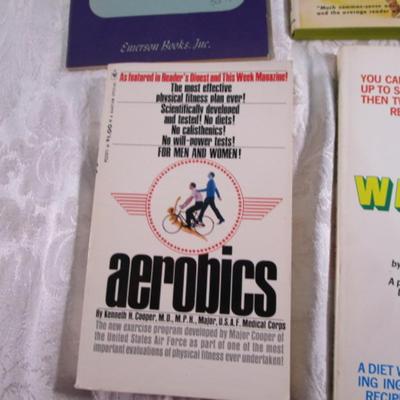 Emerson Books, Inc.
Much common-sense
and the average reader
As featured in Reader's Digest and This Week Magazine!
The most effective
physical fitness plan ever!
Scientifically developed
and tested! No diets!
No calisthenics!
No will-power tests!
FOR MEN AND WOMEN!
aerobics
By Kenneth H. Cooper, M.D., M.P.H., Major, U.S.A.F. Medical Corps
The new exercise program developed by Major Cooper of
the United States Air Force as part of one of the most
important evaluations of physical fitness ever undertaken!
YOU CA
UP TO S
THEN T
RE
W
by
A p
A DIET W
ING ING
RECIP